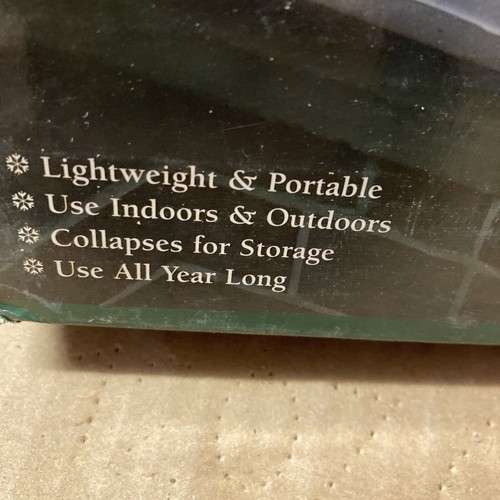 Lightweight & Portable
Use Indoors & Outdoors
Collapses for Storage
Use All Year Long